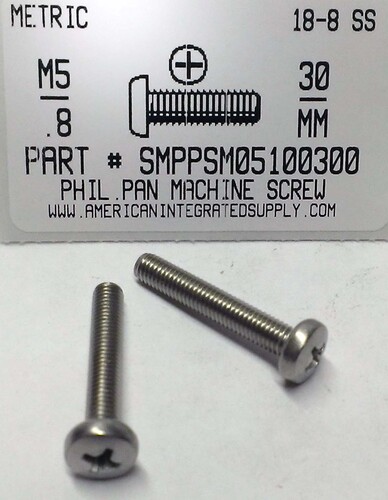 METRIC 18-8 SS
M5 30
.8 MM
PART # SMPPSM05100300
PHIL.PAN MACHINE SCREW
WWW.AMERICANINTEGRATEDSUPPLY.COM